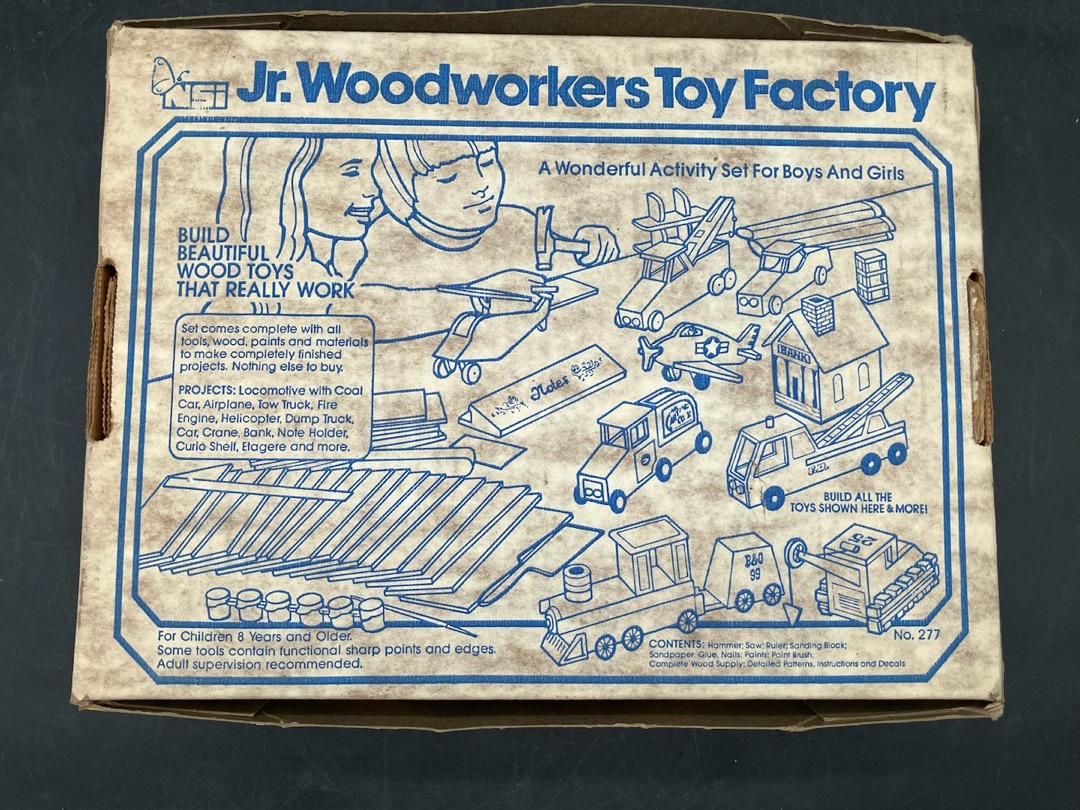 NSI
Jr. Woodworkers Toy Factory
A Wonderful Activity Set For Boys And Girls
BUILD
BEAUTIFUL
WOOD TOYS
THAT REALLY WORK
Set comes complete with all
tools, wood, paints and materials
to make completely finished
projects. Nothing else to buy.
PROJECTS: Locomotive with Coal
Car, Airplane, Tow Truck, Fire
Engine, Helicopter, Dump Truck,
Car, Crane, Bank, Note Holder,
Curio Shelf, Etagere and more.
Notes
BANK
BUILD ALL THE
TOYS SHOWN HERE & MORE!
B&O
99
25
For Children 8 Years and Older.
Some tools contain functional sharp points and edges.
Adult supervision recommended.
No. 277
CONTENTS: Hammer; Saw; Ruler; Sanding Block;
Sandpaper; Glue, Nails; Paints; Paint Brush;
Complete Wood Supply; Detailed Patterns, Instructions and Decals